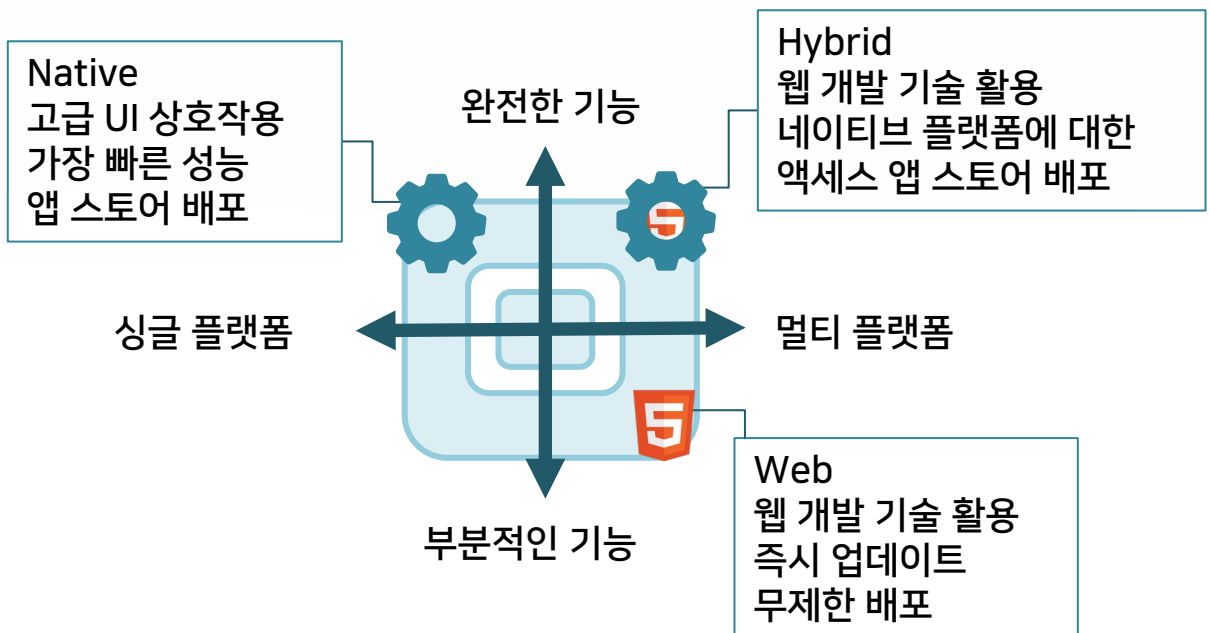 Native
고급 UI 상호작용
가장 빠른 성능
앱 스토어 배포
완전한 기능
Hybrid
웹 개발 기술 활용
네이티브 플랫폼에 대한
액세스 앱 스토어 배포
싱글 플랫폼
멀티 플랫폼
부분적인 기능
Web
웹 개발 기술 활용
즉시 업데이트
무제한 배포